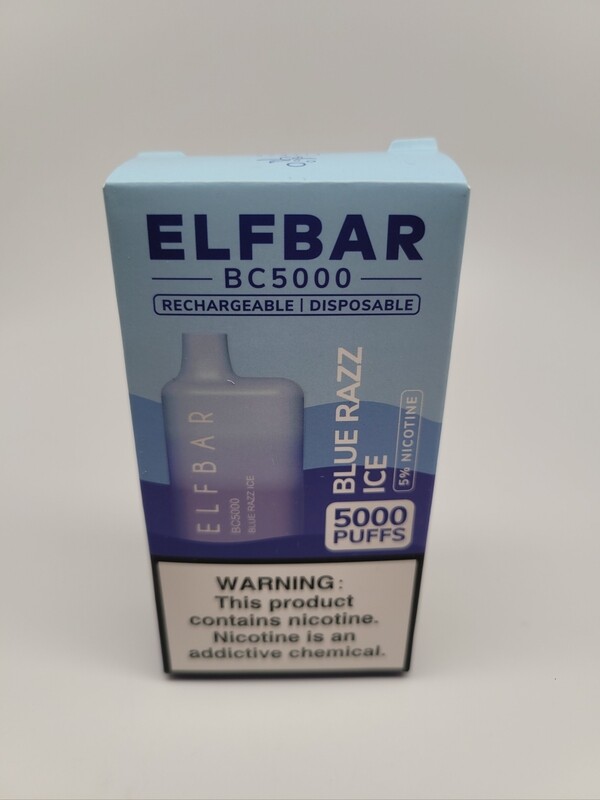 ELFBAR
BC5000
RECHARGEABLE | DISPOSABLE
ELFBAR
BC5000
BLUE RAZZ ICE
BLUE RAZZ
ICE
5% NICOTINE
5000
PUFFS
WARNING:
This product
contains nicotine.
Nicotine is an
addictive chemical.